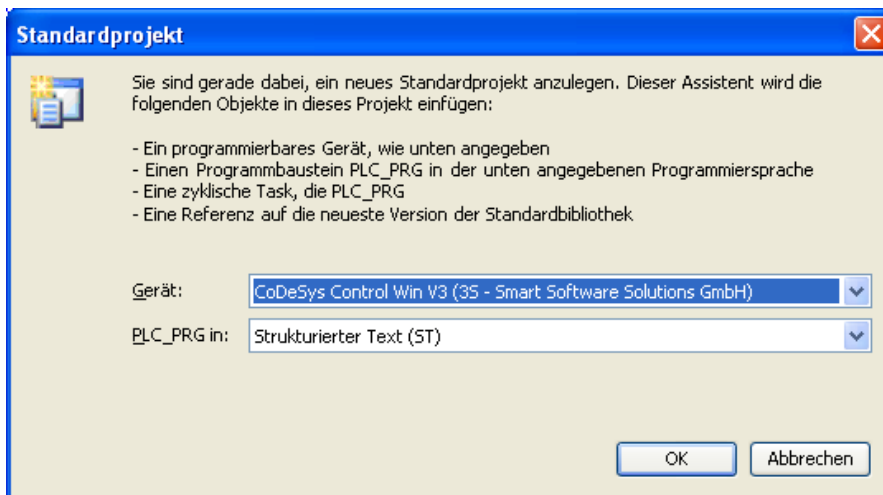 Standardprojekt
Sie sind gerade dabei, ein neues Standardprojekt anzulegen. Dieser Assistent wird die
folgenden Objekte in dieses Projekt einfügen:
- Ein programmierbares Gerät, wie unten angegeben
- Einen Programmbaustein PLC_PRG in der unten angegebenen Programmiersprache
- Eine zyklische Task, die PLC_PRG
- Eine Referenz auf die neueste Version der Standardbibliothek
Gerät: CoDeSys Control Win V3 (3S - Smart Software Solutions GmbH)
PLC_PRG in: Strukturierter Text (ST)
OK Abbrechen